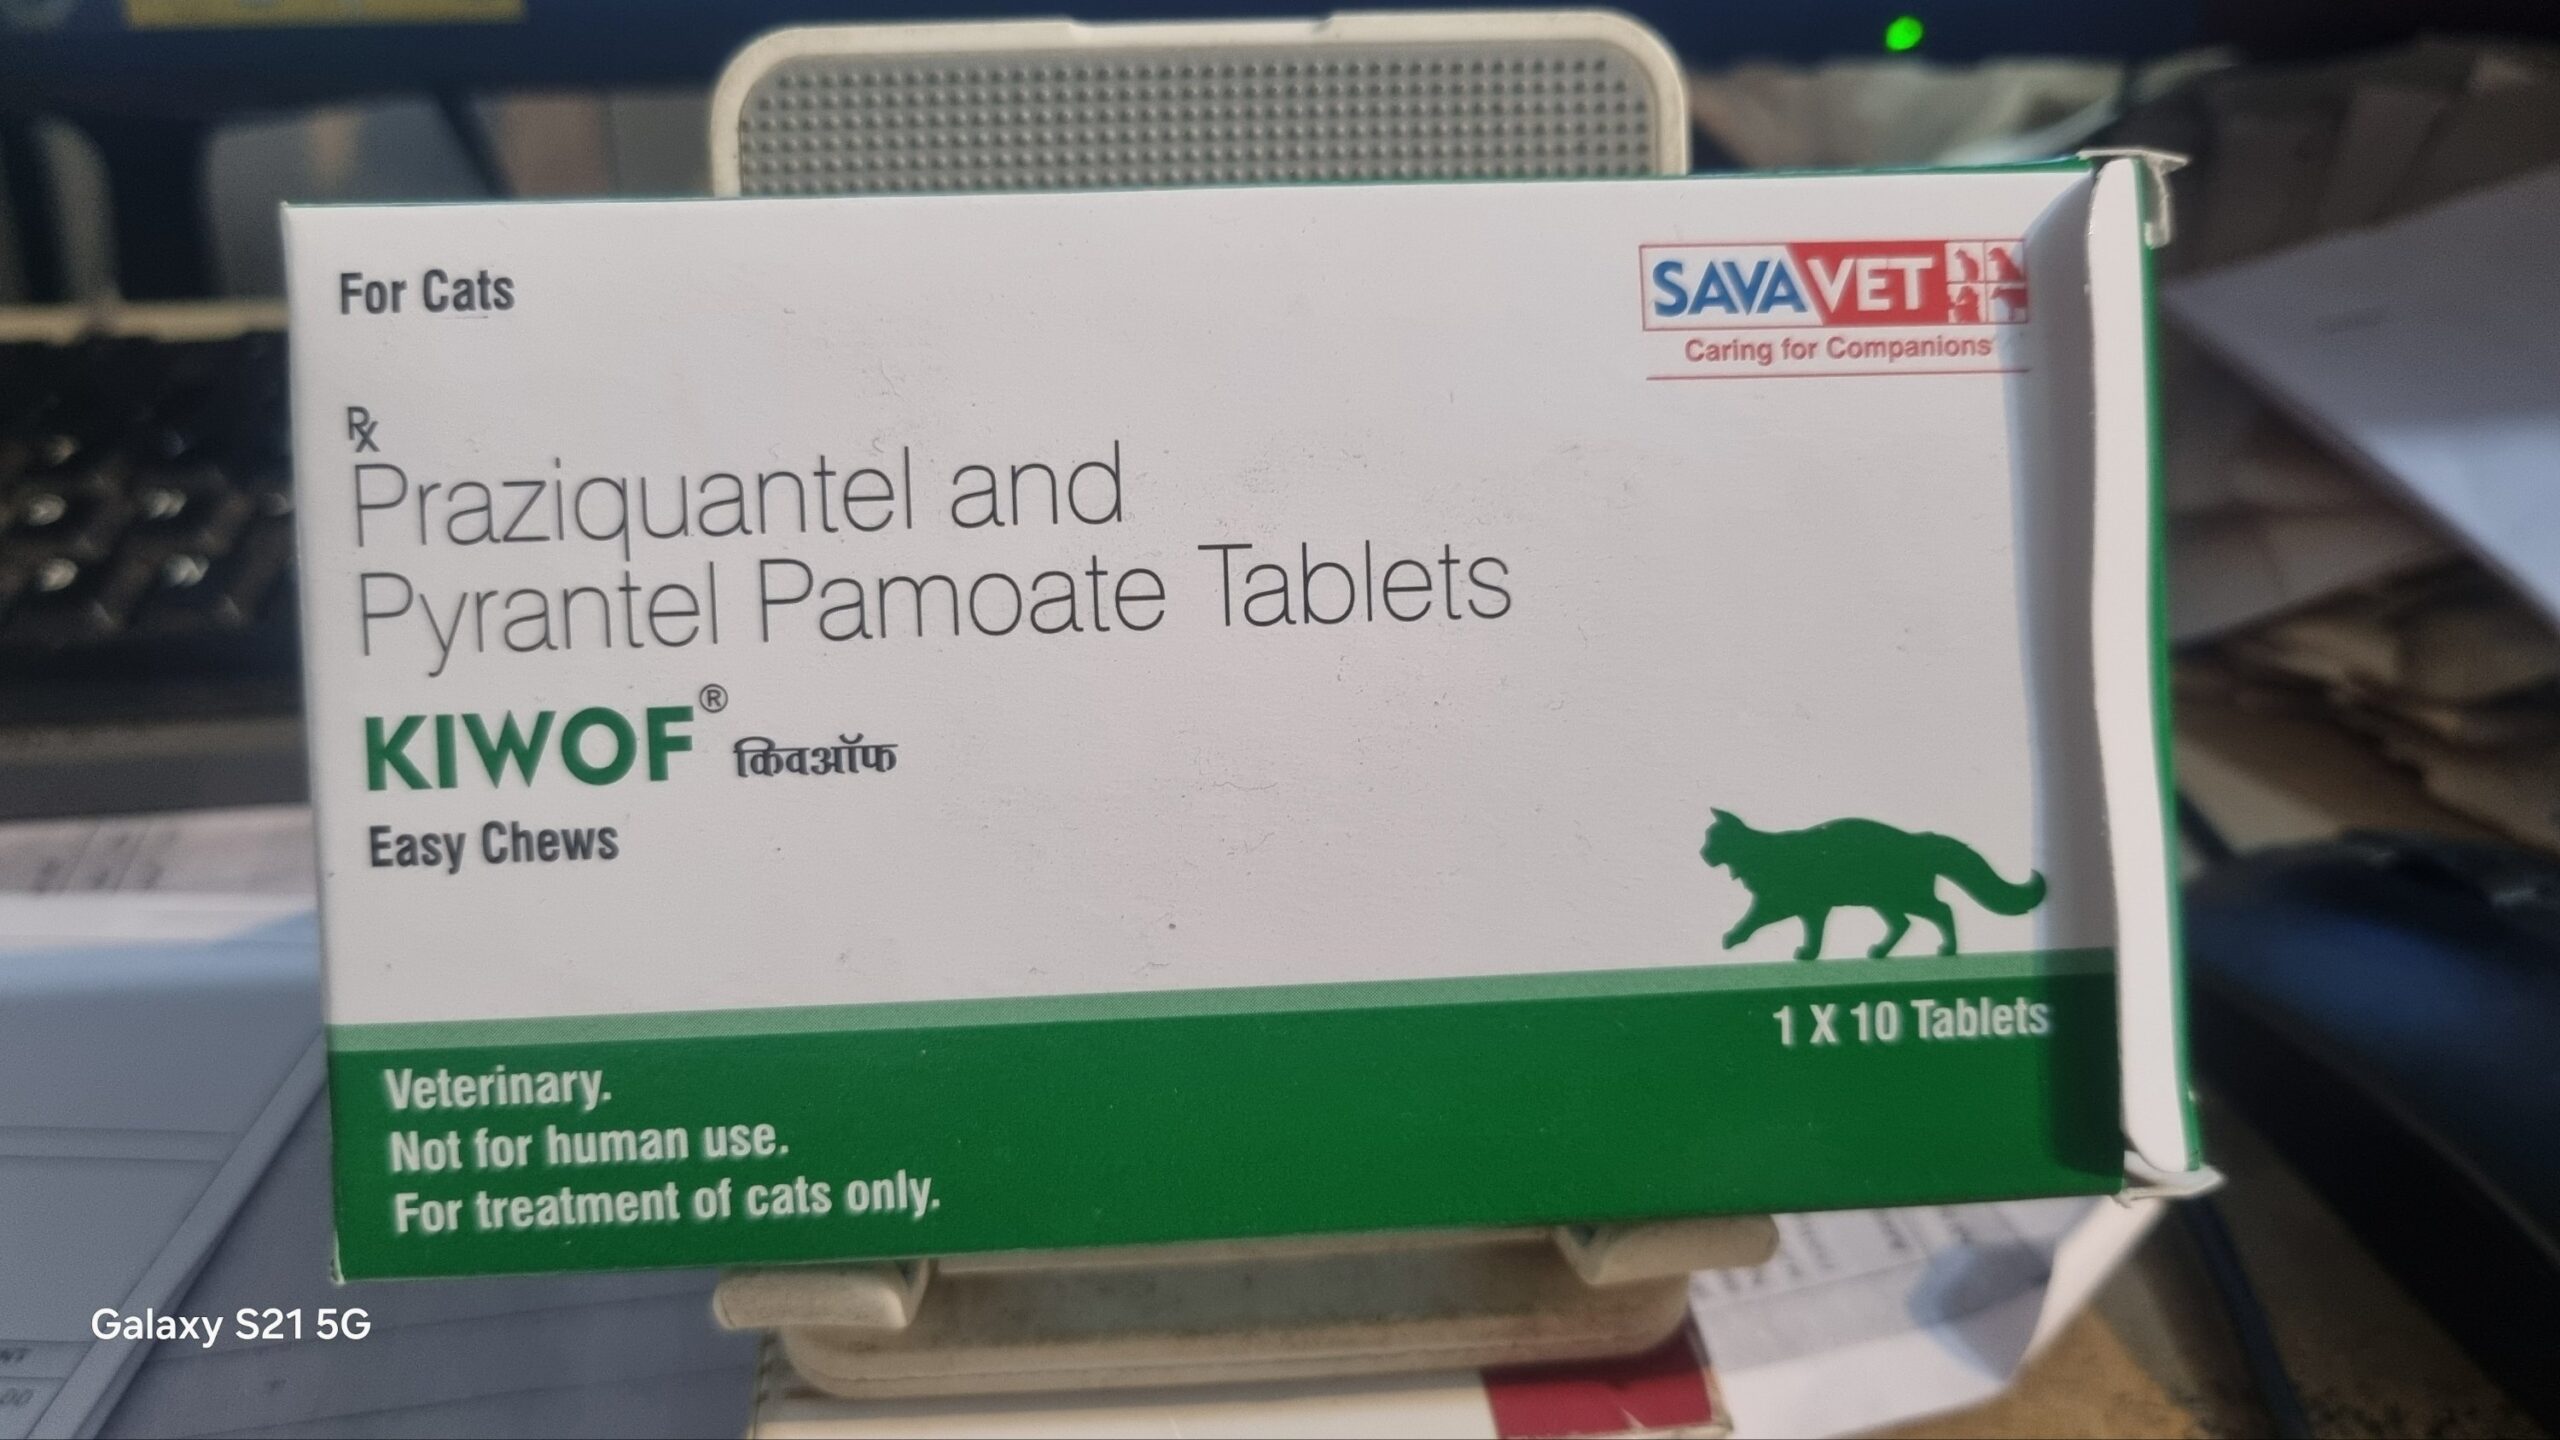 For Cats
SAVAVET
Caring for Companions
Rx
Praziquantel and
Pyrantel Pamoate Tablets
KIWOF® किवऑफ
Easy Chews
1 X 10 Tablets
Veterinary.
Not for human use.
For treatment of cats only.
Galaxy S21 5G